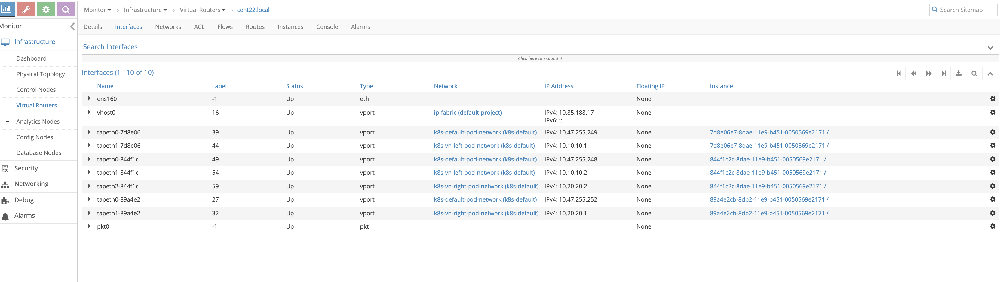 Monitor > Infrastructure > Virtual Routers > cent22.local Search Sitemap
Monitor
Details Interfaces Networks ACL Flows Routes Instances Console Alarms
Infrastructure
Dashboard
Physical Topology
Control Nodes
Virtual Routers
Analytics Nodes
Config Nodes
Database Nodes
Security
Networking
Debug
Alarms
Search Interfaces
Click here to expand
Interfaces (1 - 10 of 10)
Name Label Status Type Network IP Address Floating IP Instance
ens160 -1 Up eth None
vhost0 16 Up vport ip-fabric (default-project) IPv4: 10.85.188.17 None
IPv6: ::
tapeth0-7d8e06 39 Up vport k8s-default-pod-network (k8s-default) IPv4: 10.47.255.249 None 7d8e06e7-8dae-11e9-b451-0050569e2171 /
tapeth1-7d8e06 44 Up vport k8s-vn-left-pod-network (k8s-default) IPv4: 10.10.10.1 None 7d8e06e7-8dae-11e9-b451-0050569e2171 /
tapeth0-844f1c 49 Up vport k8s-default-pod-network (k8s-default) IPv4: 10.47.255.248 None 844f1c2c-8dae-11e9-b451-0050569e2171 /
tapeth1-844f1c 54 Up vport k8s-vn-left-pod-network (k8s-default) IPv4: 10.10.10.2 None 844f1c2c-8dae-11e9-b451-0050569e2171 /
tapeth2-844f1c 59 Up vport k8s-vn-right-pod-network (k8s-default) IPv4: 10.20.20.2 None 844f1c2c-8dae-11e9-b451-0050569e2171 /
tapeth0-89a4e2 27 Up vport k8s-default-pod-network (k8s-default) IPv4: 10.47.255.252 None 89a4e2cb-8db2-11e9-b451-0050569e2171 /
tapeth1-89a4e2 32 Up vport k8s-vn-right-pod-network (k8s-default) IPv4: 10.20.20.1 None 89a4e2cb-8db2-11e9-b451-0050569e2171 /
pkt0 -1 Up pkt None